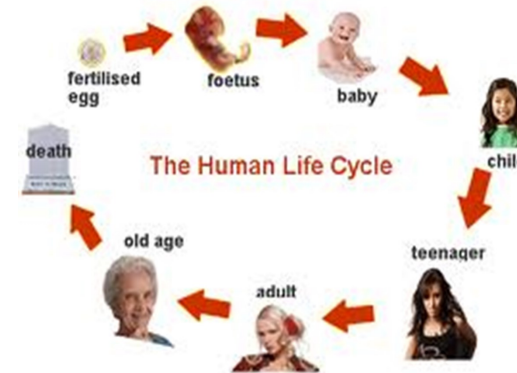 fertilised
egg
foetus
baby
chil
death
The Human Life Cycle
old age
adult
teenager